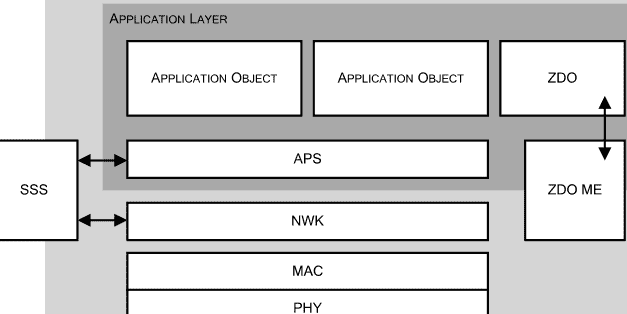 Application Layer
Application Object
Application Object
ZDO
APS
SSS
ZDO ME
NWK
MAC
PHY